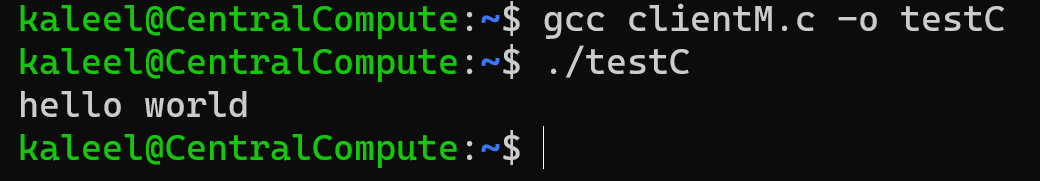 kaleel@CentralCompute:~$ gcc clientM.c -o testC
kaleel@CentralCompute:~$ ./testC
hello world
kaleel@CentralCompute:~$